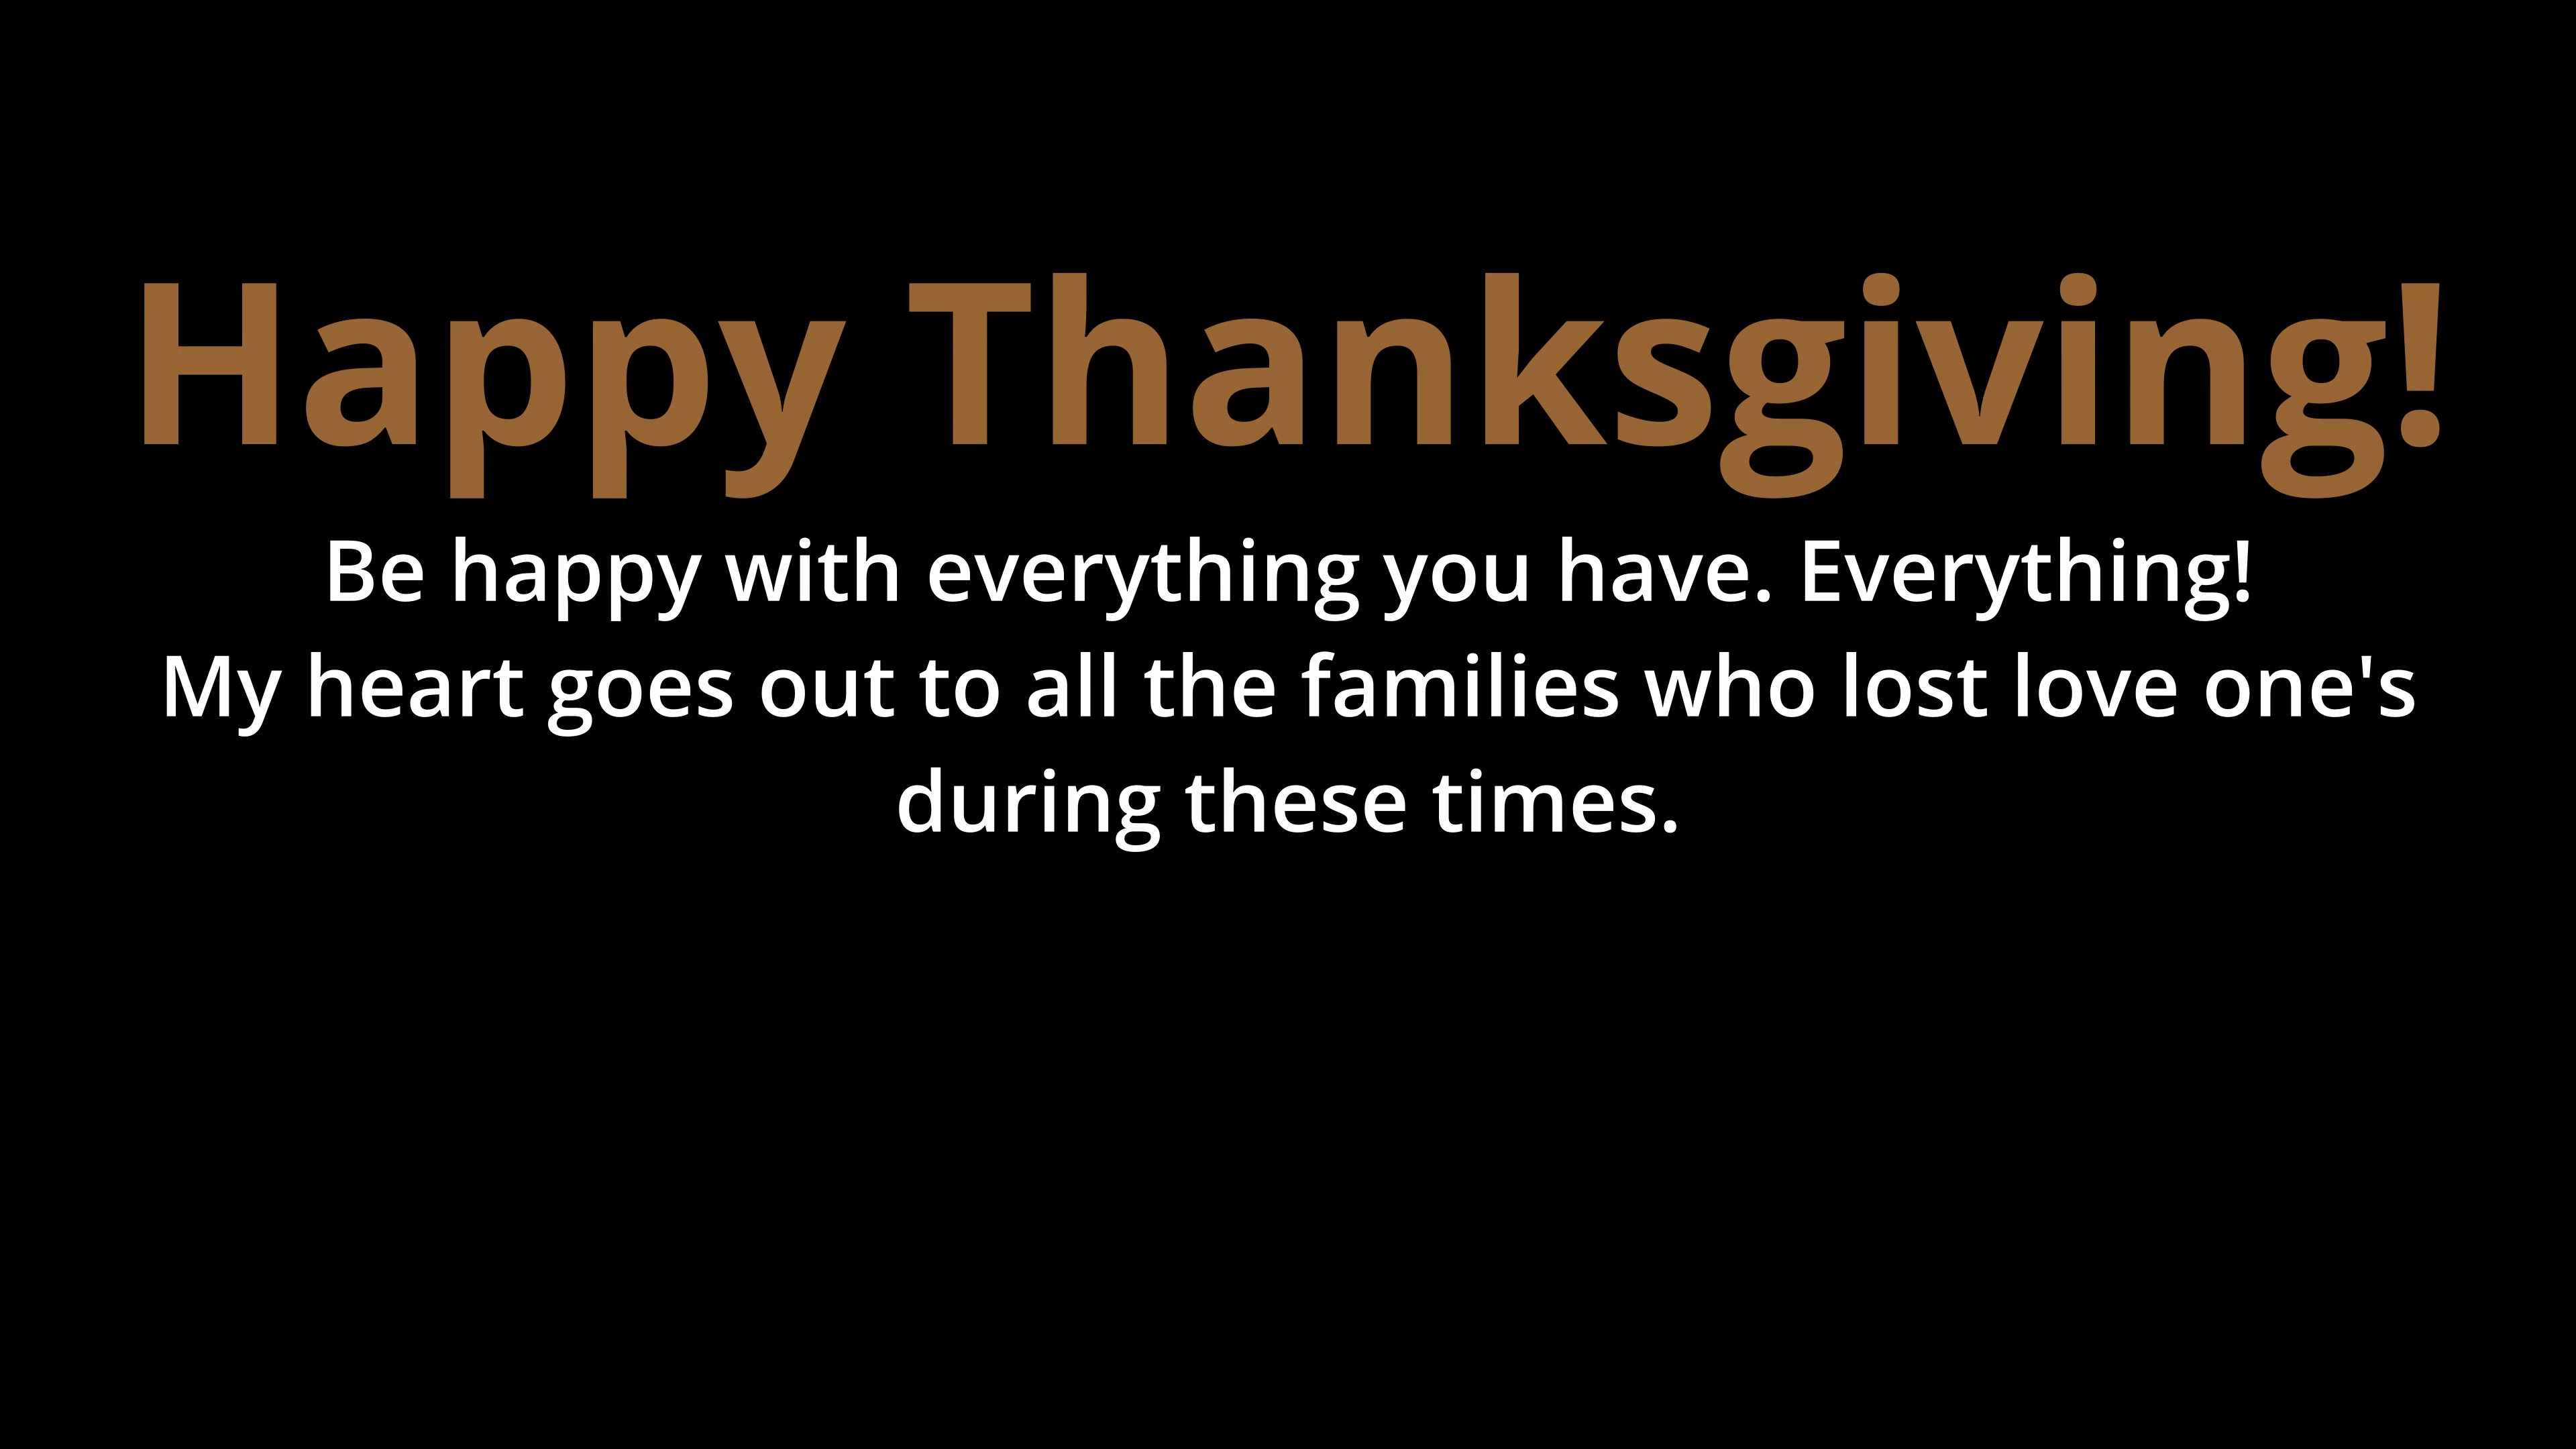 Happy Thanksgiving!
Be happy with everything you have. Everything!
My heart goes out to all the families who lost love one's
during these times.